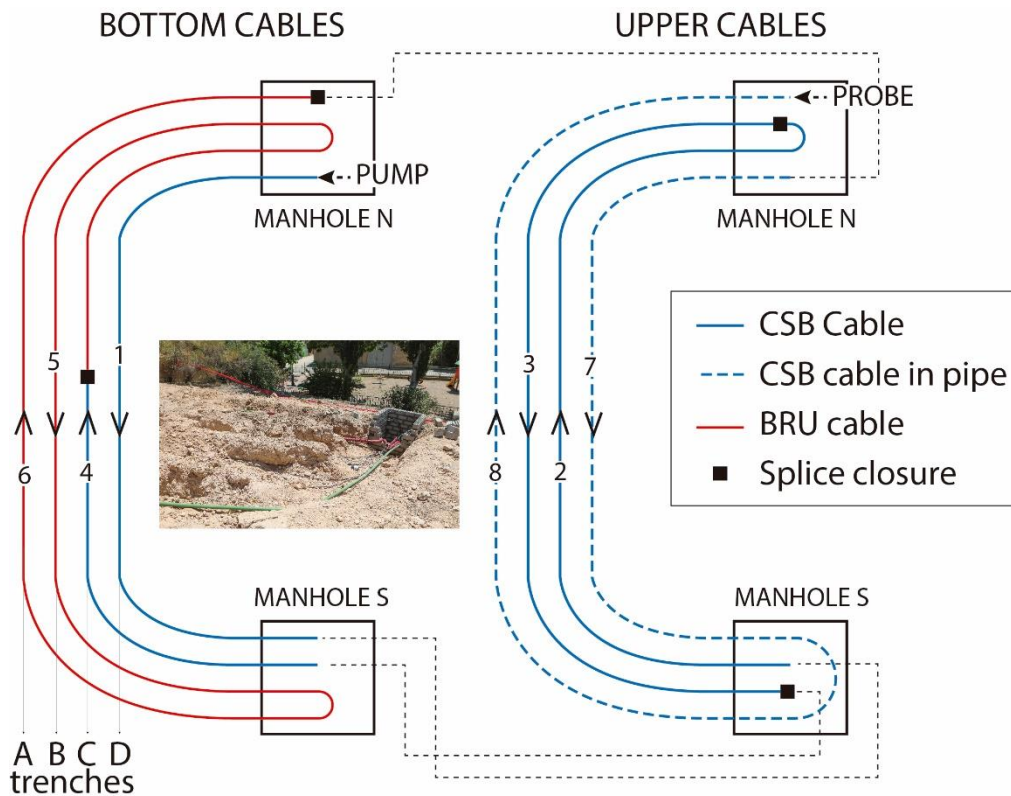 BOTTOM CABLES
UPPER CABLES
PROBE
PUMP
MANHOLE N
MANHOLE N
CSB Cable
CSB cable in pipe
BRU cable
Splice closure
5
1
3
7
6
4
8
2
MANHOLE S
MANHOLE S
A B C D
trenches